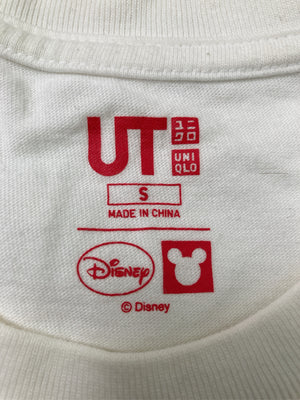 UT
ユニ
クロ
UNI
QLO
S
MADE IN CHINA
Disney
© Disney